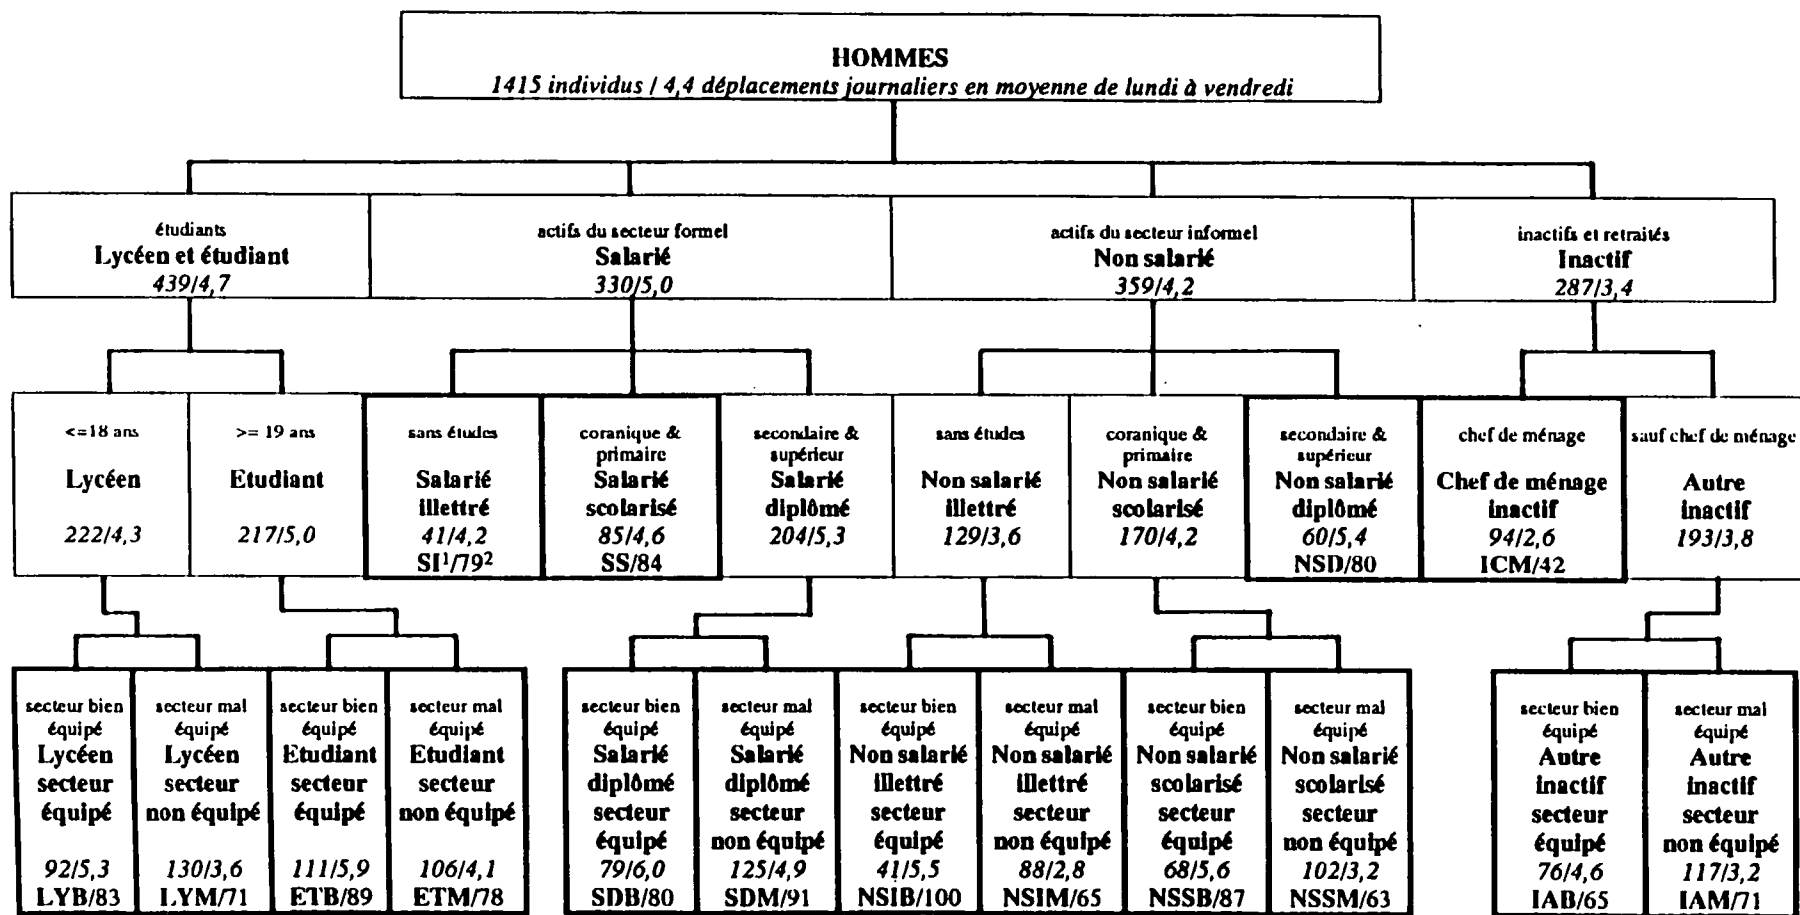 HOMMES
1415 individus / 4,4 déplacements journaliers en moyenne de lundi à vendredi
étudiants
Lycéen et étudiant
439/4,7
actifs du secteur formel
Salarié
330/5,0
actifs du secteur informel
Non salarié
359/4,2
inactifs et retraités
Inactif
287/3,4
<=18 ans
Lycéen
222/4,3
>= 19 ans
Etudiant
217/5,0
sans études
Salarié
illettré
41/4,2
SI¹/79²
coranique &
primaire
Salarié
scolarisé
85/4,6
SS/84
secondaire &
supérieur
Salarié
diplômé
204/5,3
sans études
Non salarié
illettré
129/3,6
coranique &
primaire
Non salarié
scolarisé
170/4,2
secondaire &
supérieur
Non salarié
diplômé
60/5,4
NSD/80
chef de ménage
Chef de ménage
inactif
94/2,6
ICM/42
sauf chef de ménage
Autre
inactif
193/3,8
secteur bien
équipé
Lycéen
secteur
équipé
92/5,3
LYB/83
secteur mal
équipé
Lycéen
secteur
non équipé
130/3,6
LYM/71
secteur bien
équipé
Etudiant
secteur
équipé
111/5,9
ETB/89
secteur mal
équipé
Etudiant
secteur
non équipé
106/4,1
ETM/78
secteur bien
équipé
Salarié
diplômé
secteur
équipé
79/6,0
SDB/80
secteur mal
équipé
Salarié
diplômé
secteur
non équipé
125/4,9
SDM/91
secteur bien
équipé
Non salarié
illettré
secteur
équipé
41/5,5
NSIB/100
secteur mal
équipé
Non salarié
illettré
secteur
non équipé
88/2,8
NSIM/65
secteur bien
équipé
Non salarié
scolarisé
secteur
équipé
68/5,6
NSSB/87
secteur mal
équipé
Non salarié
scolarisé
secteur
non équipé
102/3,2
NSSM/63
secteur bien
équipé
Autre
inactif
secteur
équipé
76/4,6
IAB/65
secteur mal
équipé
Autre
inactif
secteur
non équipé
117/3,2
IAM/71